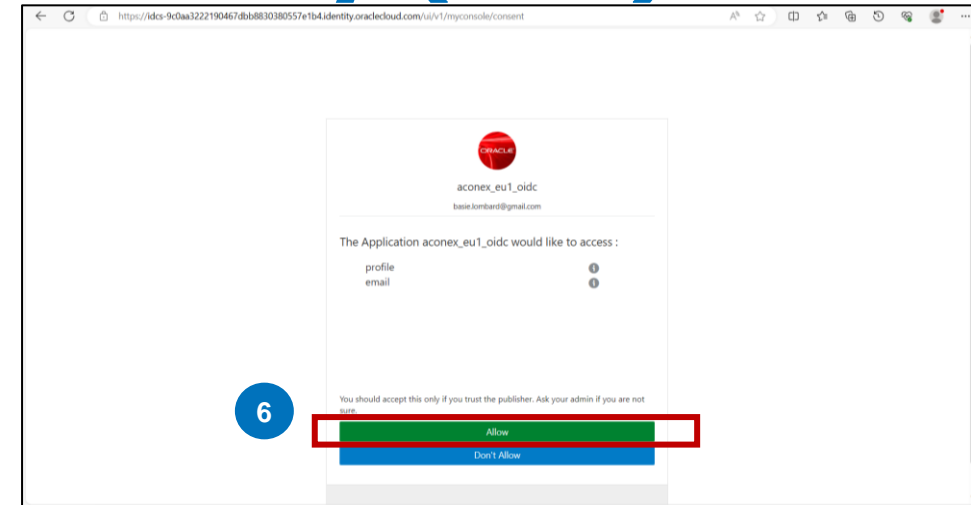 https://idcs-9c0aa3222190467dbb8830380557e1b4.identity.oraclecloud.com/ui/v1/myconsole/consent
ORACLE
aconex_eu1_oidc
basie.lombard@gmail.com
The Application aconex_eu1_oidc would like to access :
profile
email
You should accept this only if you trust the publisher. Ask your admin if you are not
sure.
6
Allow
Don't Allow